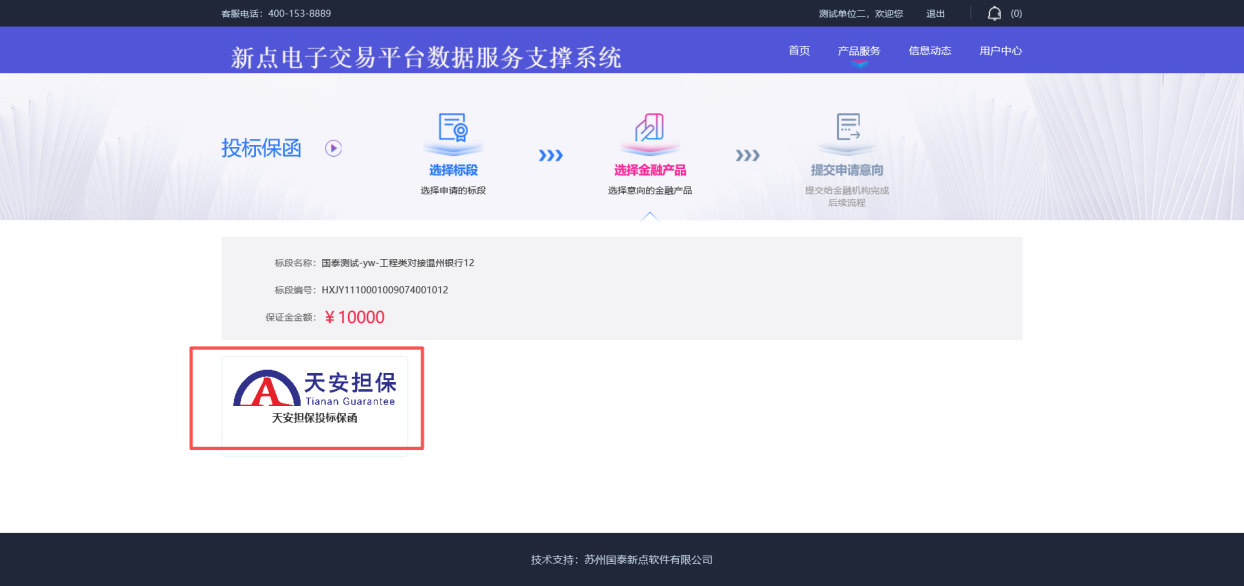 客服电话：400-153-8889
测试单位二，欢迎您 退出 (0)
新点电子交易平台数据服务支撑系统
首页 产品服务 信息动态 用户中心
投标保函
选择标段 选择金融产品 提交申请意向
选择申请的标段 选择意向的金融产品 提交给金融机构完成
后续流程
标段名称：国泰测试-yw-工程类对接温州银行12
标段编号：HXJY1110001009074001012
保证金金额：￥10000
天安担保
Tianan Guarantee
天安担保投标保函
技术支持：苏州国泰新点软件有限公司